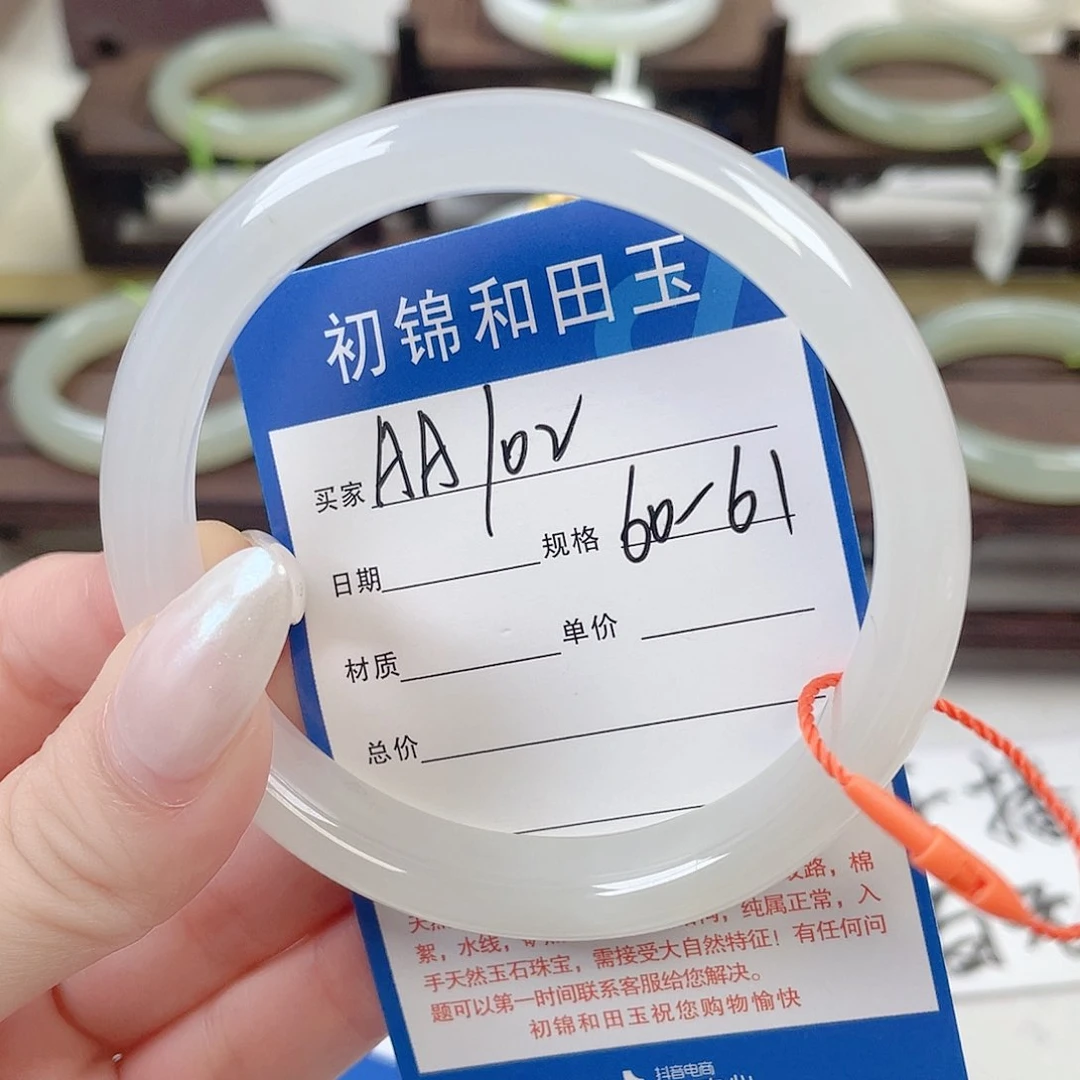 初锦和田玉
买家 AA102
日期 规格 60-61
材质 单价
总价
路，棉
絮，水线， 纯属正常，入
手天然玉石珠宝，需接受大自然特征！有任何问
题可以第一时间联系客服给您解决。
初锦和田玉祝您购物愉快
抖音电商